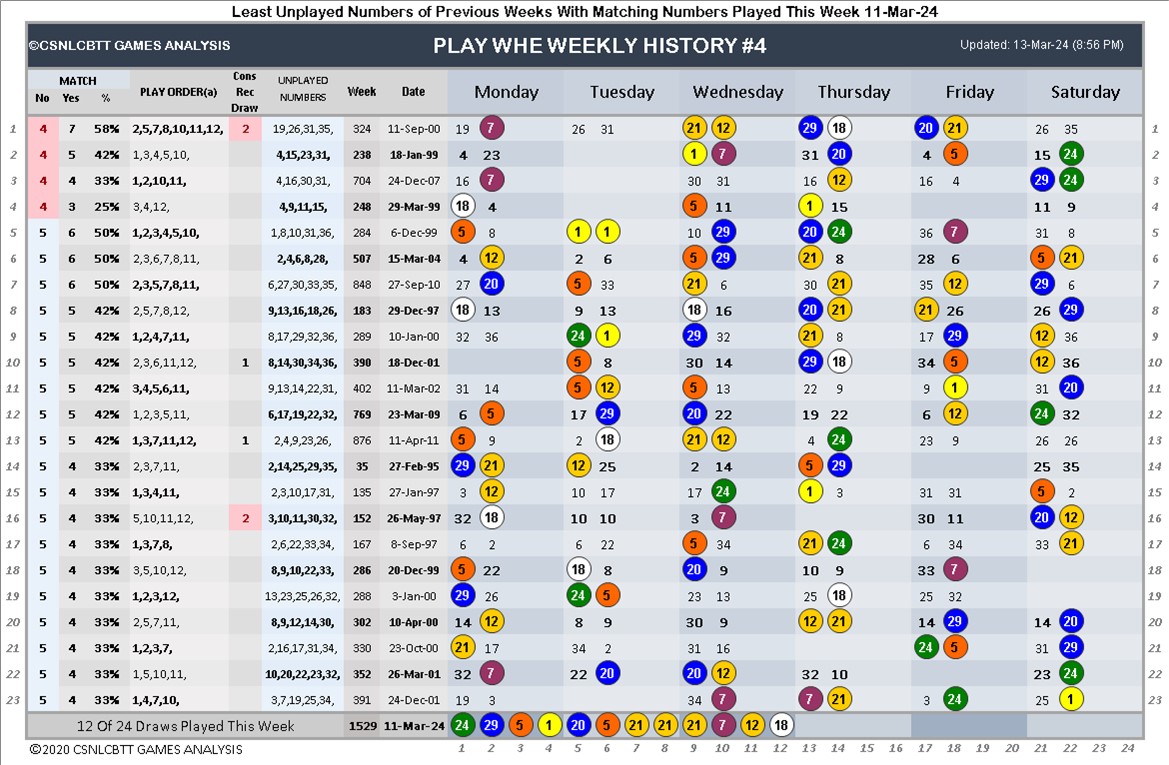 Least Unplayed Numbers of Previous Weeks With Matching Numbers Played This Week 11-Mar-24
©CSNLCBTT GAMES ANALYSIS PLAY WHE WEEKLY HISTORY #4 Updated: 13-Mar-24 (8:56 PM)
MATCH No Yes % PLAY ORDER(a) Cons Rec Draw UNPLAYED NUMBERS Week Date Monday Tuesday Wednesday Thursday Friday Saturday
1 4 7 58% 2,5,7,8,10,11,12, 2 19,26,31,35, 324 11-Sep-00 19 7 26 31 21 12 29 18 20 21 26 35 1
2 4 5 42% 1,3,4,5,10, 4,15,23,31, 238 18-Jan-99 4 23 1 7 31 20 4 5 15 24 2
3 4 4 33% 1,2,10,11, 4,16,30,31, 704 24-Dec-07 16 7 30 31 16 12 16 4 29 24 3
4 4 3 25% 3,4,12, 4,9,11,15, 248 29-Mar-99 18 4 5 11 1 15 11 9 4
5 5 6 50% 1,2,3,4,5,10, 1,8,10,31,36, 284 6-Dec-99 5 8 1 1 10 29 20 24 36 7 31 8 5
6 5 6 50% 2,3,6,7,8,11, 2,4,6,8,28, 507 15-Mar-04 4 12 2 6 5 29 21 8 28 6 5 21 6
7 5 6 50% 2,3,5,7,8,11, 6,27,30,33,35, 848 27-Sep-10 27 20 5 33 21 6 30 21 35 12 29 6 7
8 5 5 42% 2,5,7,8,12, 9,13,16,18,26, 183 29-Dec-97 18 13 9 13 18 16 20 21 21 26 26 29 8
9 5 5 42% 1,2,4,7,11, 8,17,29,32,36, 289 10-Jan-00 32 36 24 1 29 32 21 8 17 29 12 36 9
10 5 5 42% 2,3,6,11,12, 1 8,14,30,34,36, 390 18-Dec-01 5 8 30 14 29 18 34 5 12 36 10
11 5 5 42% 3,4,5,6,11, 9,13,14,22,31, 402 11-Mar-02 31 14 5 12 5 13 22 9 9 1 31 20 11
12 5 5 42% 1,2,3,5,11, 6,17,19,22,32, 769 23-Mar-09 6 5 17 29 20 22 19 22 6 12 24 32 12
13 5 5 42% 1,3,7,11,12, 1 2,4,9,23,26, 876 11-Apr-11 5 9 2 18 21 12 4 24 23 9 26 26 13
14 5 4 33% 2,3,7,11, 2,14,25,29,35, 35 27-Feb-95 29 21 12 25 2 14 5 29 25 35 14
15 5 4 33% 1,3,4,11, 2,3,10,17,31, 135 27-Jan-97 3 12 10 17 17 24 1 3 31 31 5 2 15
16 5 4 33% 5,10,11,12, 2 3,10,11,30,32, 152 26-May-97 32 18 10 10 3 7 30 11 20 12 16
17 5 4 33% 1,3,7,8, 2,6,22,33,34, 167 8-Sep-97 6 2 6 22 5 34 21 24 6 34 33 21 17
18 5 4 33% 3,5,10,12, 8,9,10,22,33, 286 20-Dec-99 5 22 18 8 20 9 10 9 33 7 18
19 5 4 33% 1,2,3,12, 13,23,25,26,32, 288 3-Jan-00 29 26 24 5 23 13 25 18 25 32 19
20 5 4 33% 2,5,7,11, 8,9,12,14,30, 302 10-Apr-00 14 12 8 9 30 9 12 21 14 29 14 20 20
21 5 4 33% 1,2,3,7, 2,16,17,31,34, 330 23-Oct-00 21 17 34 2 31 16 24 5 31 29 21
22 5 4 33% 1,5,10,11, 10,20,22,23,32, 352 26-Mar-01 32 7 22 20 20 12 32 10 23 24 22
23 5 4 33% 1,4,7,10, 3,7,19,25,34, 391 24-Dec-01 19 3 34 7 7 21 3 24 25 1 23
12 Of 24 Draws Played This Week 1529 11-Mar-24 24 29 5 1 20 5 21 21 21 7 12 18
©2020 CSNLCBTT GAMES ANALYSIS 1 2 3 4 5 6 7 8 9 10 11 12 13 14 15 16 17 18 19 20 21 22 23 24